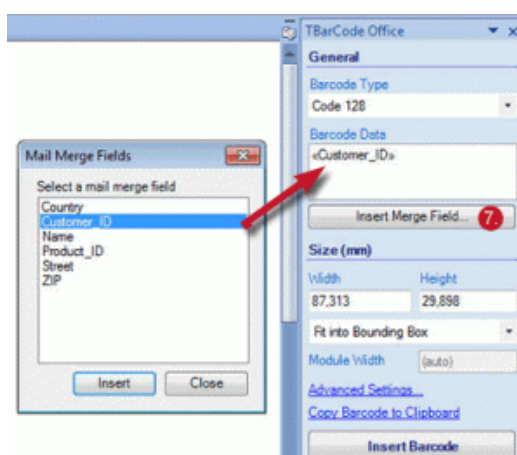 TBarCode Office
General
Barcode Type
Code 128
Barcode Data
«Customer_ID»
Insert Merge Field...
7.
Size (mm)
Width Height
87,313 29,898
Fit into Bounding Box
Module Width (auto)
Advanced Settings...
Copy Barcode to Clipboard
Insert Barcode
Mail Merge Fields
Select a mail merge field
Country
Customer_ID
Name
Product_ID
Street
ZIP
Insert Close